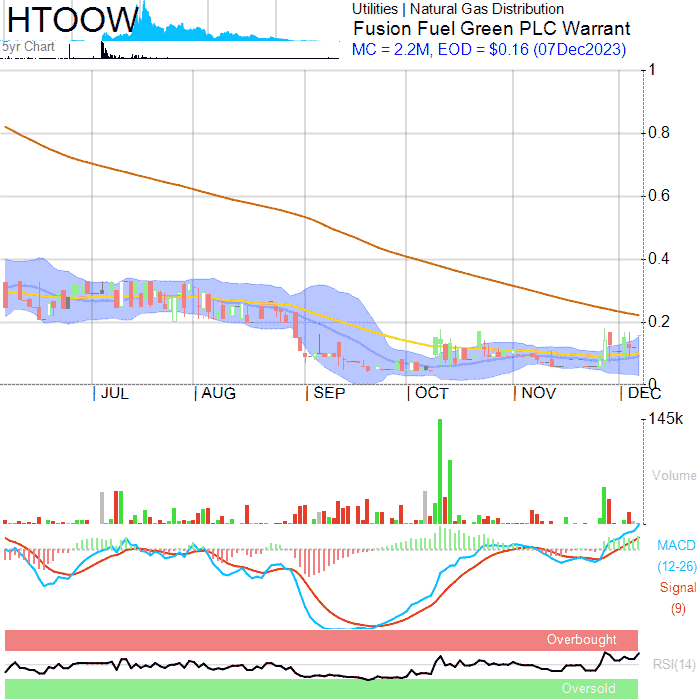 HTOOW
5yr Chart
Utilities | Natural Gas Distribution
Fusion Fuel Green PLC Warrant
MC = 2.2M, EOD = $0.16 (07Dec2023)
1
0.8
0.6
0.4
0.2
0
| JUL | AUG | SEP | OCT | NOV | DEC
145k
Volume
MACD
(12-26)
Signal
(9)
Overbought
RSI(14)
Oversold